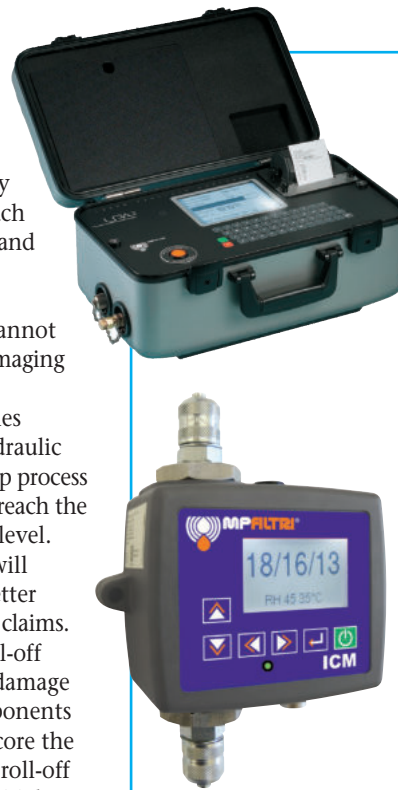 y
ch
and
annot
maging
es
draulic
p process
reach the
level.
will
etter
claims.
l-off
damage
ponents
core the
roll-off
MPFILTRI®
18/16/13
RH 45 35°C
ICM